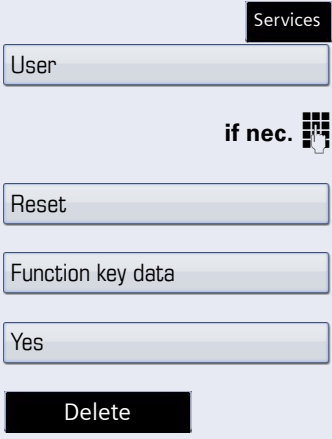 Services
User
if nec.
Reset
Function key data
Yes
Delete